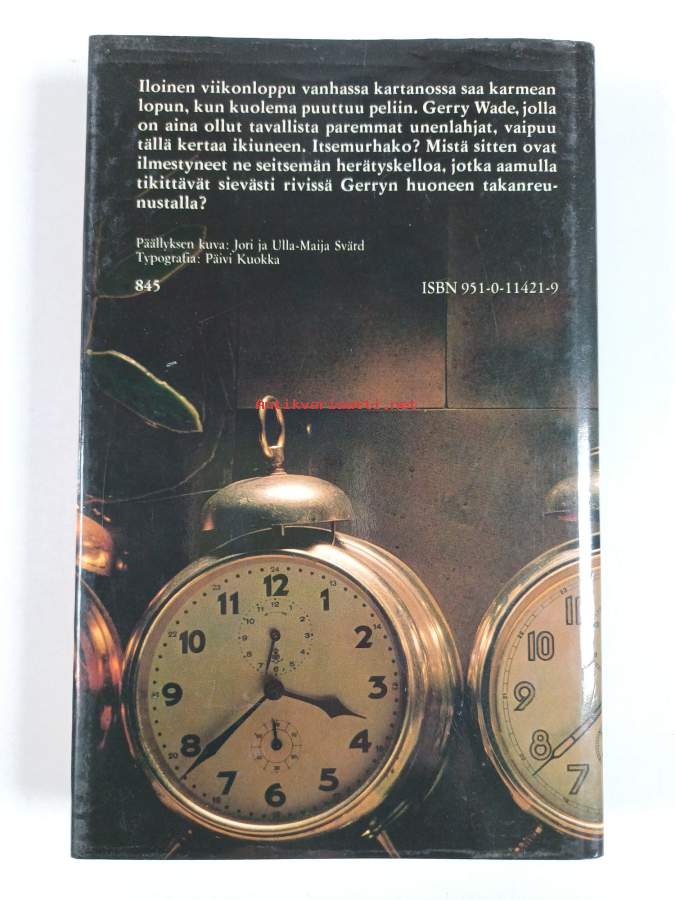 Iloinen viikonloppu vanhassa kartanossa saa karmean
lopun, kun kuolema puuttuu peliin. Gerry Wade, jolla
on aina ollut tavallista paremmat unenlahjat, vaipuu
tällä kertaa ikiuneen. Itsemurhako? Mistä sitten ovat
ilmestyneet ne seitsemän herätyskelloa, jotka aamulla
tikittävät sievästi rivissä Gerryn huoneen takanreu-
nustalla?
Päällyksen kuva: Jori ja Ulla-Maija Svärd
Typografia: Päivi Kuokka
845 ISBN 951-0-11421-9
Antikvariaatti.net
12
1
2
3
4
5
6
7
8
9
10
11
11
10
9
8
7